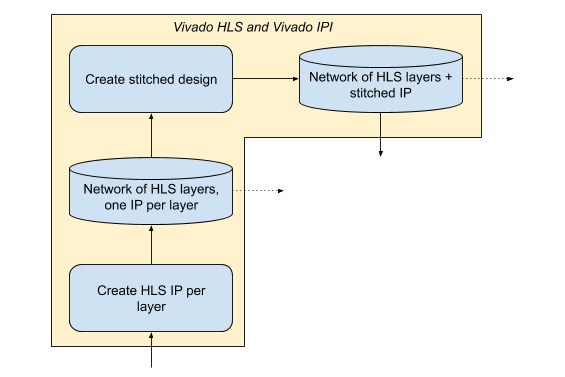 Vivado HLS and Vivado IPI
Create stitched design
Network of HLS layers +
stitched IP
Network of HLS layers,
one IP per layer
Create HLS IP per
layer